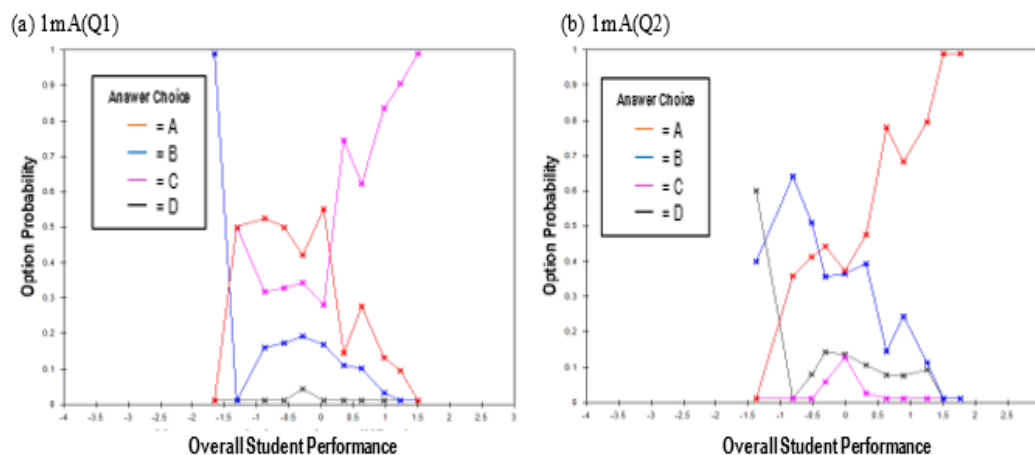 (a) 1mA(Q1)
Anawer Choice
= A
= B
= C
= D
Option Probability
1
0.9
0.8
0.7
0.6
0.5
0.4
0.3
0.2
0.1
0
-4 -3.5 -3 -2.5 -2 -1.5 -1 -0.5 0 0.5 1 1.5 2 2.5 3
Overall Student Performance
(b) 1mA(Q2)
Anawer Choice
= A
= B
= C
= D
Option Probability
1
0.9
0.8
0.7
0.6
0.5
0.4
0.3
0.2
0.1
0
-4 -3.5 -3 -2.5 -2 -1.5 -1 -0.5 0 0.5 1 1.5 2 2.5
Overall Student Performance